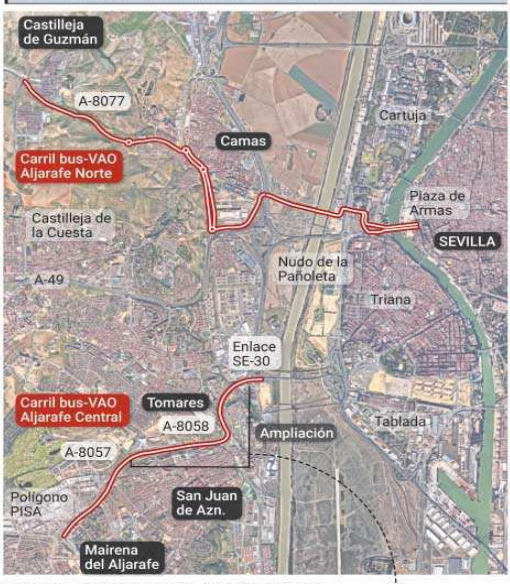 Castilleja
de Guzmán
A-8077
Cartuja
Camas
Carril bus-VAO
Aljarafe Norte
Plaza de
Armas
Castilleja de
la Cuesta
SEVILLA
Nudo de la
Pañoleta
A-49
Triana
Enlace
SE-30
Carril bus-VAO
Aljarafe Central
Tomares
A-8058
Tablada
Ampliación
A-8057
Polígono
PISA
San Juan
de Azn.
Mairena
del Aljarafe